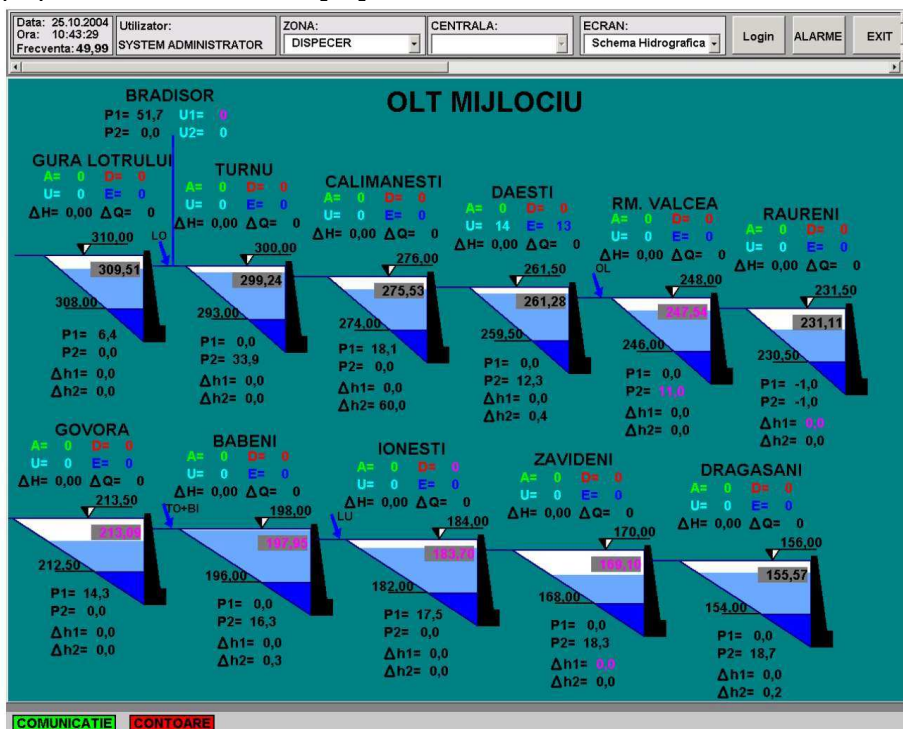 Data: 25.10.2004
Ora: 10:43:29
Frecventa: 49,99
Utilizator:
SYSTEM ADMINISTRATOR
ZONA:
DISPECER
CENTRALA:
ECRAN:
Schema Hidrografica
Login
ALARME
EXIT
OLT MIJLOCIU
BRADISOR
P1= 51,7 U1= 0
P2= 0,0 U2= 0
GURA LOTRULUI
A= 0 D= 0
U= 0 E= 0
ΔH= 0,00 ΔQ= 0
310,00
309,51
308,00
P1= 6,4
P2= 0,0
Δh1= 0,0
Δh2= 0,0
LO
TURNU
A= 0 D= 0
U= 0 E= 0
ΔH= 0,00 ΔQ= 0
300,00
299,24
293,00
P1= 0,0
P2= 33,9
Δh1= 0,0
Δh2= 0,0
CALIMANESTI
A= 0 D= 0
U= 0 E= 0
ΔH= 0,00 ΔQ= 0
276,00
275,53
274,00
P1= 18,1
P2= 0,0
Δh1= 0,0
Δh2= 60,0
DAESTI
A= 0 D= 0
U= 14 E= 13
ΔH= 0,00 ΔQ= 0
261,50
261,28
259,50
P1= 0,0
P2= 12,3
Δh1= 0,0
Δh2= 0,4
OL
RM. VALCEA
A= 0 D= 0
U= 0 E= 0
ΔH= 0,00 ΔQ= 0
248,00
247,54
246,00
P1= 0,0
P2= 11,0
Δh1= 0,0
Δh2= 0,0
RAURENI
A= 0 D= 0
U= 0 E= 0
ΔH= 0,00 ΔQ= 0
231,50
231,11
230,50
P1= -1,0
P2= -1,0
Δh1= 0,0
Δh2= 0,0
GOVORA
A= 0 D= 0
U= 0 E= 0
ΔH= 0,00 ΔQ= 0
213,50
213,09
212,50
P1= 14,3
P2= 0,0
Δh1= 0,0
Δh2= 0,0
TO+BI
BABENI
A= 0 D= 0
U= 0 E= 0
ΔH= 0,00 ΔQ= 0
198,00
197,95
196,00
P1= 0,0
P2= 16,3
Δh1= 0,0
Δh2= 0,3
LU
IONESTI
A= 0 D= 0
U= 0 E= 0
ΔH= 0,00 ΔQ= 0
184,00
183,70
182,00
P1= 17,5
P2= 0,0
Δh1= 0,0
Δh2= 0,0
ZAVIDENI
A= 0 D= 0
U= 0 E= 0
ΔH= 0,00 ΔQ= 0
170,00
169,10
168,00
P1= 0,0
P2= 18,3
Δh1= 0,0
Δh2= 0,0
DRAGASANI
A= 0 D= 0
U= 0 E= 0
ΔH= 0,00 ΔQ= 0
156,00
155,57
154,00
P1= 0,0
P2= 18,7
Δh1= 0,0
Δh2= 0,2
COMUNICATIE
CONTOARE